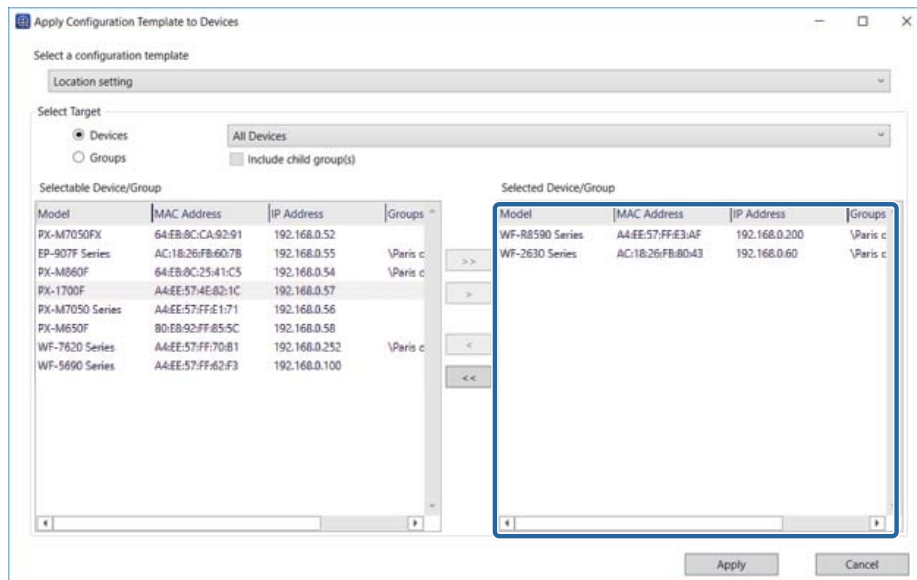 Apply Configuration Template to Devices
Select a configuration template
Location setting
Select Target
Devices All Devices
Groups Include child group(s)
Selectable Device/Group Selected Device/Group
Model MAC Address IP Address Groups Model MAC Address IP Address Groups
PX-M7050FX 64:EB:8C:CA:92:91 192.168.0.52 WF-R8590 Series A4:EE:57:FF:E3:AF 192.168.0.200 \Paris c
EP-907F Series AC:18:26:FB:60:7B 192.168.0.55 \Paris c >> WF-2630 Series AC:18:26:FB:80:43 192.168.0.60 \Paris c
PX-M860F 64:EB:8C:25:41:C5 192.168.0.54 \Paris c
PX-1700F A4:EE:57:4E:82:1C 192.168.0.57 >
PX-M7050 Series A4:EE:57:FF:E1:71 192.168.0.56
PX-M650F B0:E8:92:FF:85:5C 192.168.0.58
WF-7620 Series A4:EE:57:FF:70:B1 192.168.0.252 \Paris c <
WF-5690 Series A4:EE:57:FF:62:F3 192.168.0.100
<<
Apply Cancel